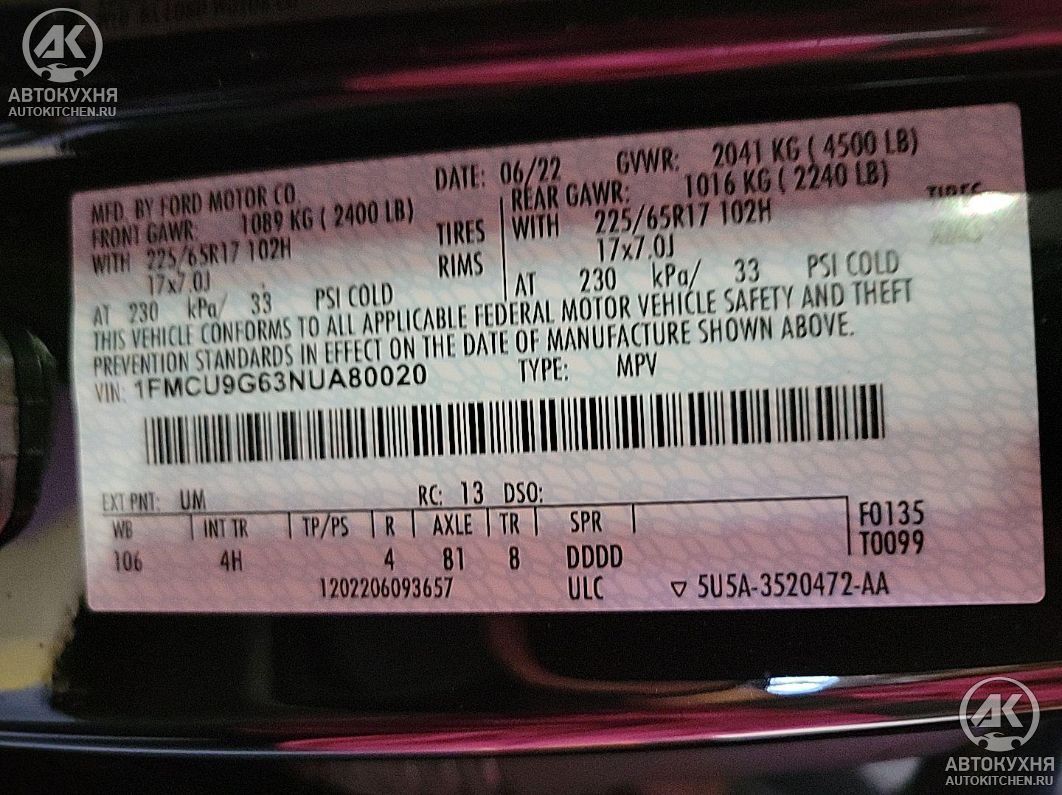 АК
АВТОКУХНЯ
AUTOKITCHEN.RU
MFD. BY FORD MOTOR CO. DATE: 06/22 GVWR: 2041 KG ( 4500 LB)
FRONT GAWR: 1089 KG ( 2400 LB) REAR GAWR: 1016 KG ( 2240 LB)
WITH 225/65R17 102H TIRES WITH 225/65R17 102H TIRES
17x7.0J RIMS 17x7.0J
AT 230 kPa/ 33 PSI COLD AT 230 kPa/ 33 PSI COLD
THIS VEHICLE CONFORMS TO ALL APPLICABLE FEDERAL MOTOR VEHICLE SAFETY AND THEFT
PREVENTION STANDARDS IN EFFECT ON THE DATE OF MANUFACTURE SHOWN ABOVE.
VIN: 1FMCU9G63NUA80020 TYPE: MPV
EXT PNT: UM RC: 13 DSO:
WB INT TR TP/PS R AXLE TR SPR F0135
106 4H 4 81 8 DDDD T0099
1202206093657 ULC 5U5A-3520472-AA
АК
АВТОКУХНЯ
AUTOKITCHEN.RU